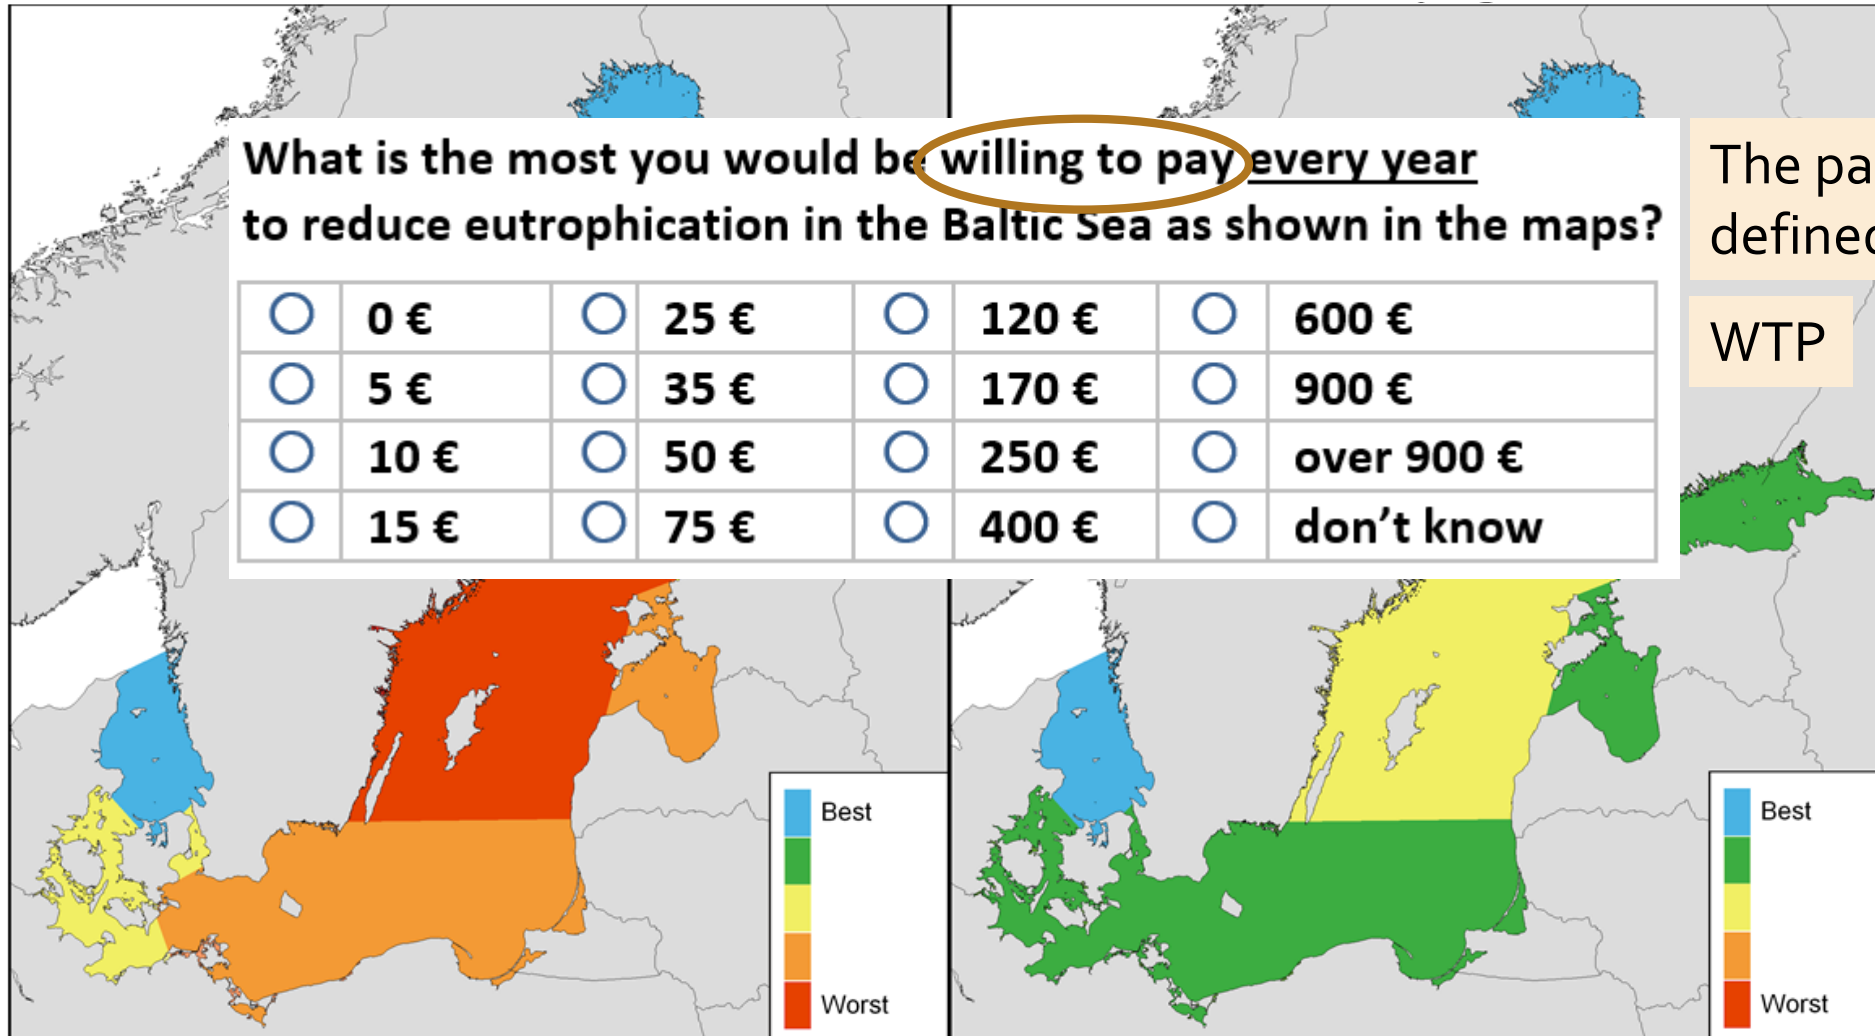 What is the most you would be willing to pay every year
to reduce eutrophication in the Baltic Sea as shown in the maps?
0 € 25 € 120 € 600 €
5 € 35 € 170 € 900 €
10 € 50 € 250 € over 900 €
15 € 75 € 400 € don’t know
The
WTP
Best
Worst
Best
Worst